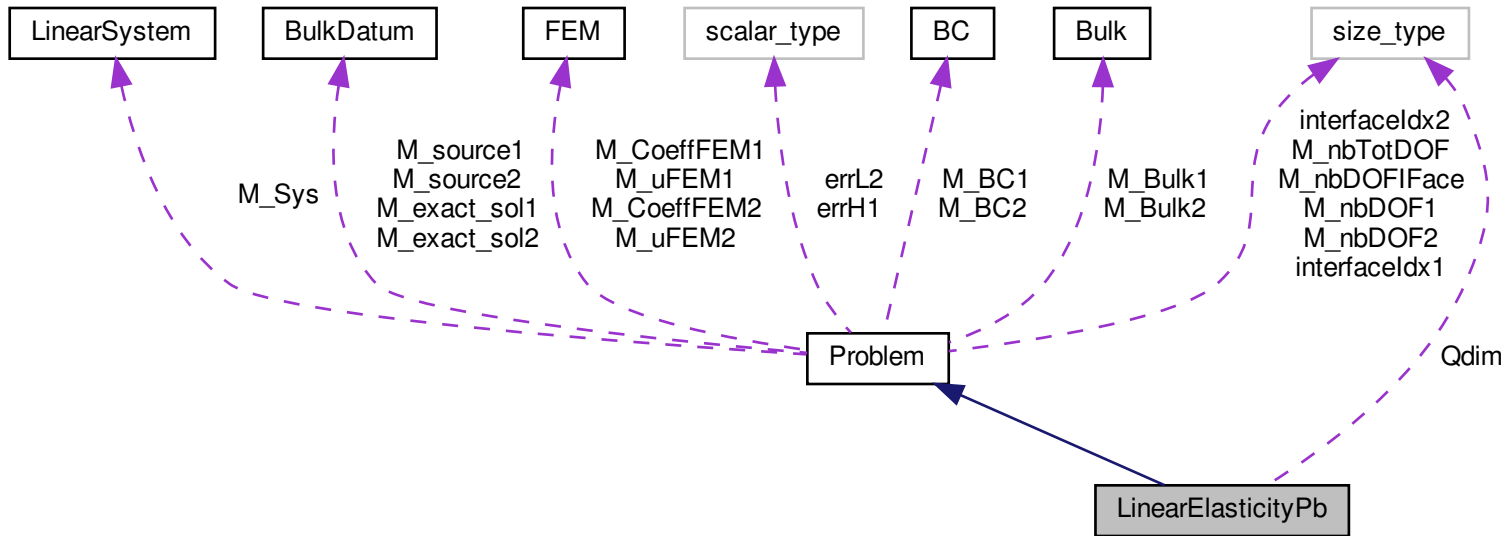 LinearSystem
BulkDatum
FEM
scalar_type
BC
Bulk
size_type
M_Sys
M_source1
M_source2
M_exact_sol1
M_exact_sol2
M_CoeffFEM1
M_uFEM1
M_CoeffFEM2
M_uFEM2
errL2
errH1
M_BC1
M_BC2
M_Bulk1
M_Bulk2
interfaceIdx2
M_nbTotDOF
M_nbDOFIFace
M_nbDOF1
M_nbDOF2
interfaceIdx1
Problem
Qdim
LinearElasticityPb